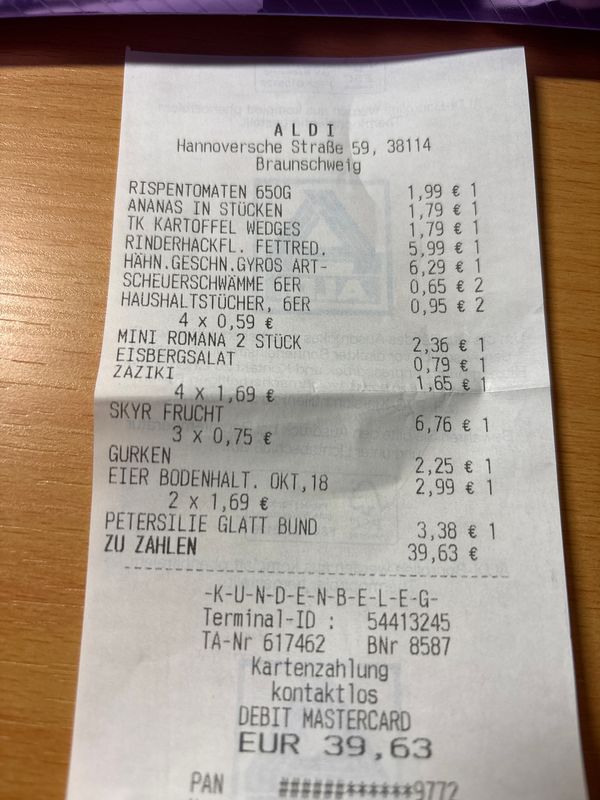 ALDI
Hannoversche Straße 59, 38114
Braunschweig
RISPENTOMATEN 650G 1,99 € 1
ANANAS IN STÜCKEN 1,79 € 1
TK KARTOFFEL WEDGES 1,79 € 1
RINDERHACKFL. FETTRED. 5,99 € 1
HÄHN.GESCHN.GYROS ART- 6,29 € 1
SCHEUERSCHWÄMME 6ER 0,65 € 2
HAUSHALTSTÜCHER, 6ER 0,95 € 2
4 x 0,59 €
MINI ROMANA 2 STÜCK 2,36 € 1
EISBERGSALAT 0,79 € 1
ZAZIKI 1,65 € 1
4 x 1,69 €
SKYR FRUCHT 6,76 € 1
3 x 0,75 €
GURKEN 2,25 € 1
EIER BODENHALT. OKT,18 2,99 € 1
2 x 1,69 €
PETERSILIE GLATT BUND 3,38 € 1
ZU ZAHLEN 39,63 €
-K-U-N-D-E-N-B-E-L-E-G-
Terminal-ID : 54413245
TA-Nr 617462 BNr 8587
Kartenzahlung
kontaktlos
DEBIT MASTERCARD
EUR 39,63
PAN ######******9772